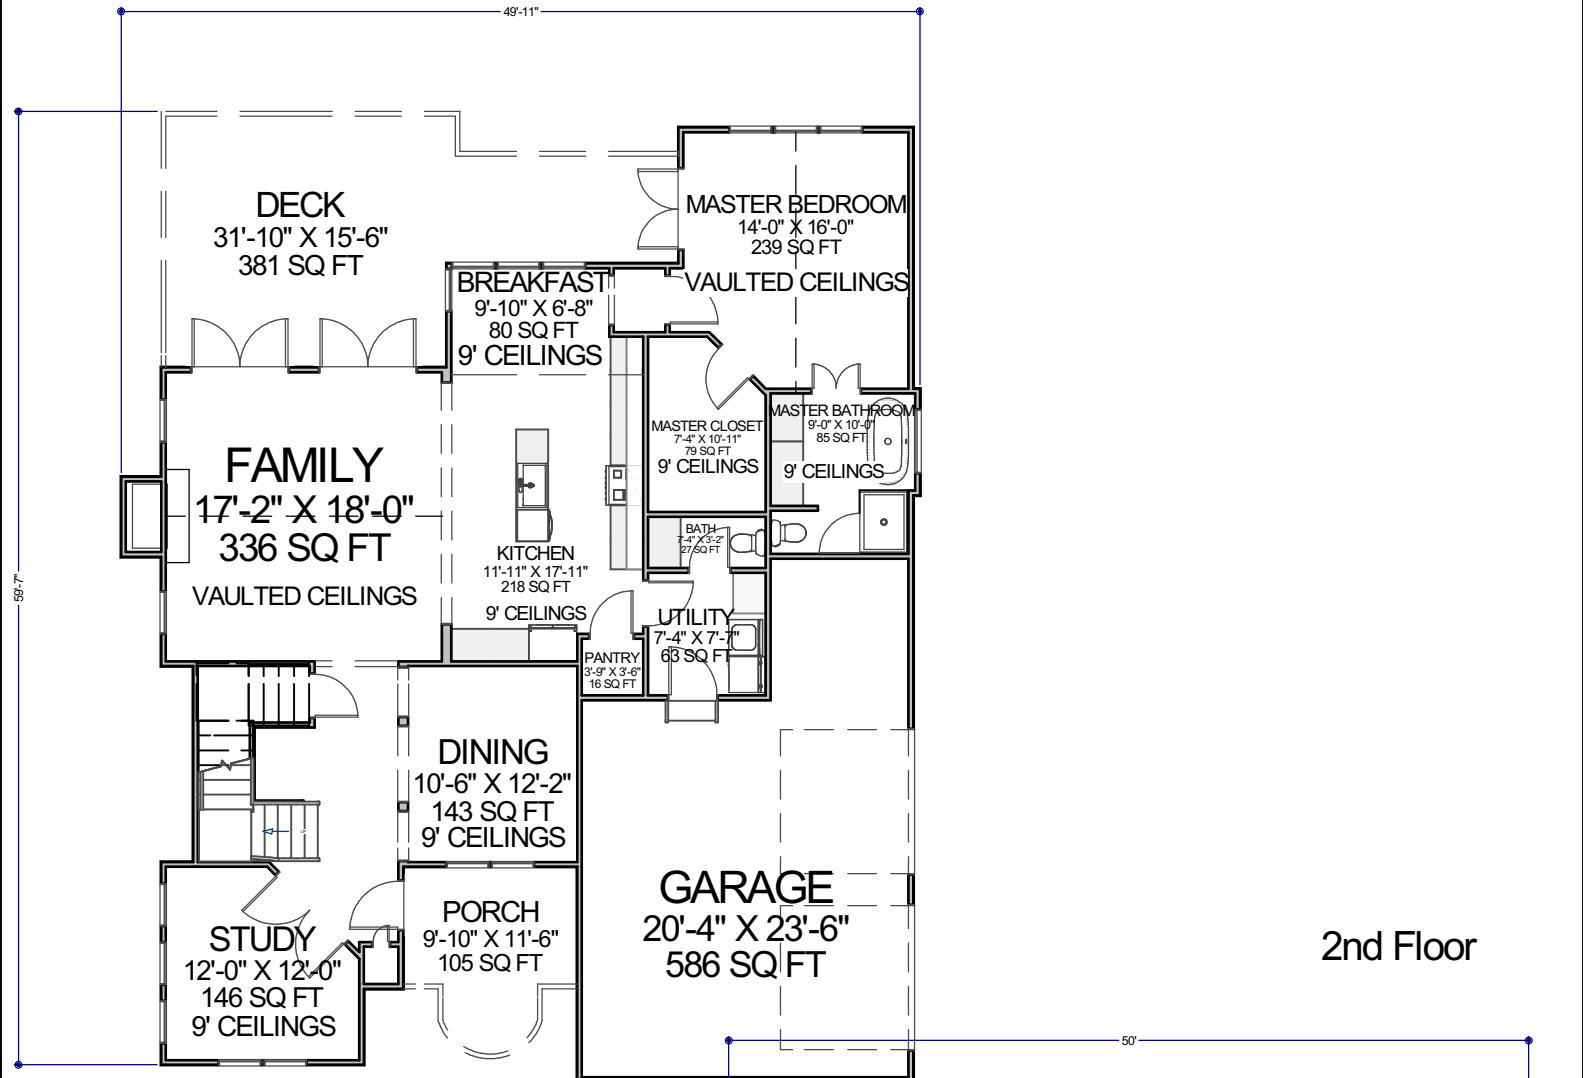 49'-11"
59'-7"
DECK
31'-10" X 15'-6"
381 SQ FT
MASTER BEDROOM
14'-0" X 16'-0"
239 SQ FT
VAULTED CEILINGS
BREAKFAST
9'-10" X 6'-8"
80 SQ FT
9' CEILINGS
MASTER CLOSET
7'-4" X 10'-11"
79 SQ FT
9' CEILINGS
MASTER BATHROOM
9'-0" X 10'-0"
85 SQ FT
9' CEILINGS
FAMILY
17'-2" X 18'-0"
336 SQ FT
VAULTED CEILINGS
KITCHEN
11'-11" X 17'-11"
218 SQ FT
9' CEILINGS
BATH
7'-4" X 3'-2"
27 SQ FT
UTILITY
7'-4" X 7'-7"
63 SQ FT
PANTRY
3'-9" X 3'-6"
16 SQ FT
DINING
10'-6" X 12'-2"
143 SQ FT
9' CEILINGS
GARAGE
20'-4" X 23'-6"
586 SQ FT
PORCH
9'-10" X 11'-6"
105 SQ FT
STUDY
12'-0" X 12'-0"
146 SQ FT
9' CEILINGS
2nd Floor
50'